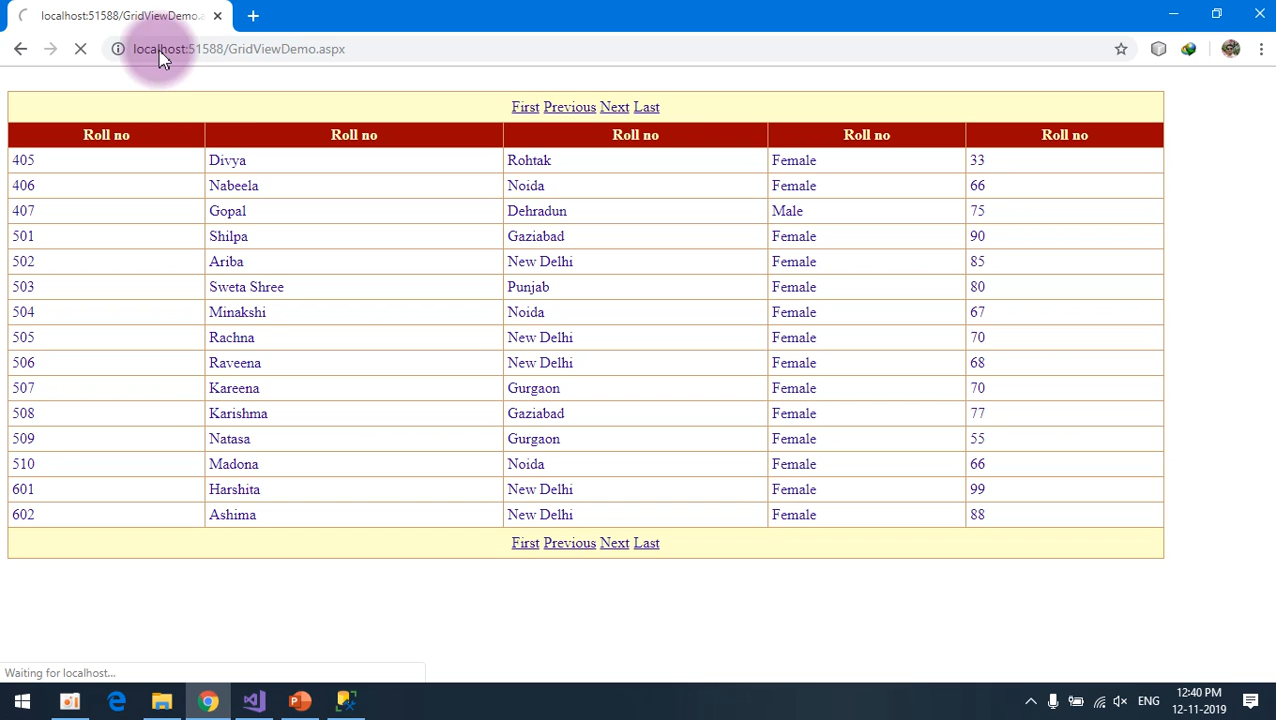 localhost:51588/GridViewDemo.a
localhost:51588/GridViewDemo.aspx
First Previous Next Last
Roll no Roll no Roll no Roll no Roll no
405 Divya Rohtak Female 33
406 Nabeela Noida Female 66
407 Gopal Dehradun Male 75
501 Shilpa Gaziabad Female 90
502 Ariba New Delhi Female 85
503 Sweta Shree Punjab Female 80
504 Minakshi Noida Female 67
505 Rachna New Delhi Female 70
506 Raveena New Delhi Female 68
507 Kareena Gurgaon Female 70
508 Karishma Gaziabad Female 77
509 Natasa Gurgaon Female 55
510 Madona Noida Female 66
601 Harshita New Delhi Female 99
602 Ashima New Delhi Female 88
First Previous Next Last
Waiting for localhost...
ENG
12:40 PM
12-11-2019